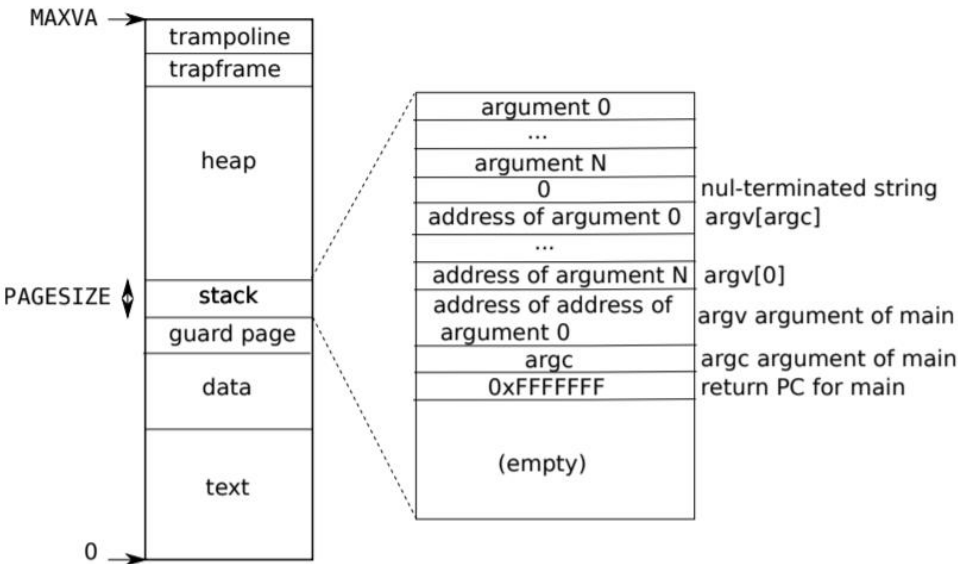 MAXVA
trampoline
trapframe
heap
PAGESIZE
stack
guard page
data
text
0
argument 0
...
argument N
0 nul-terminated string
address of argument 0 argv[argc]
...
address of argument N argv[0]
address of address of
argument 0
argv argument of main
argc argc argument of main
0xFFFFFFF return PC for main
(empty)